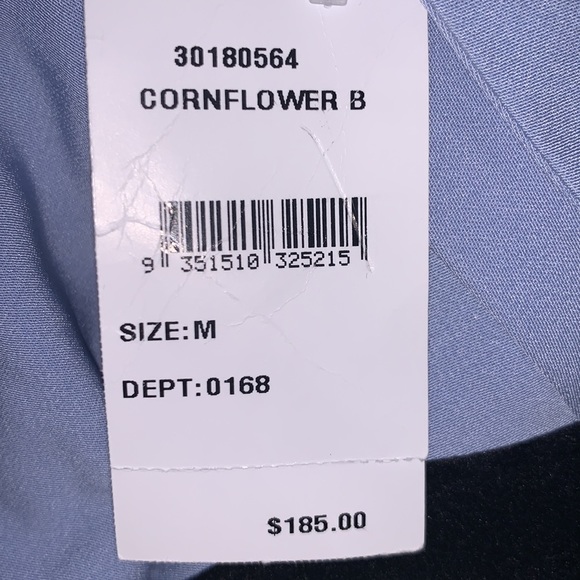 30180564
CORNFLOWER B
9 351510 325215
SIZE:M
DEPT:0168
$185.00